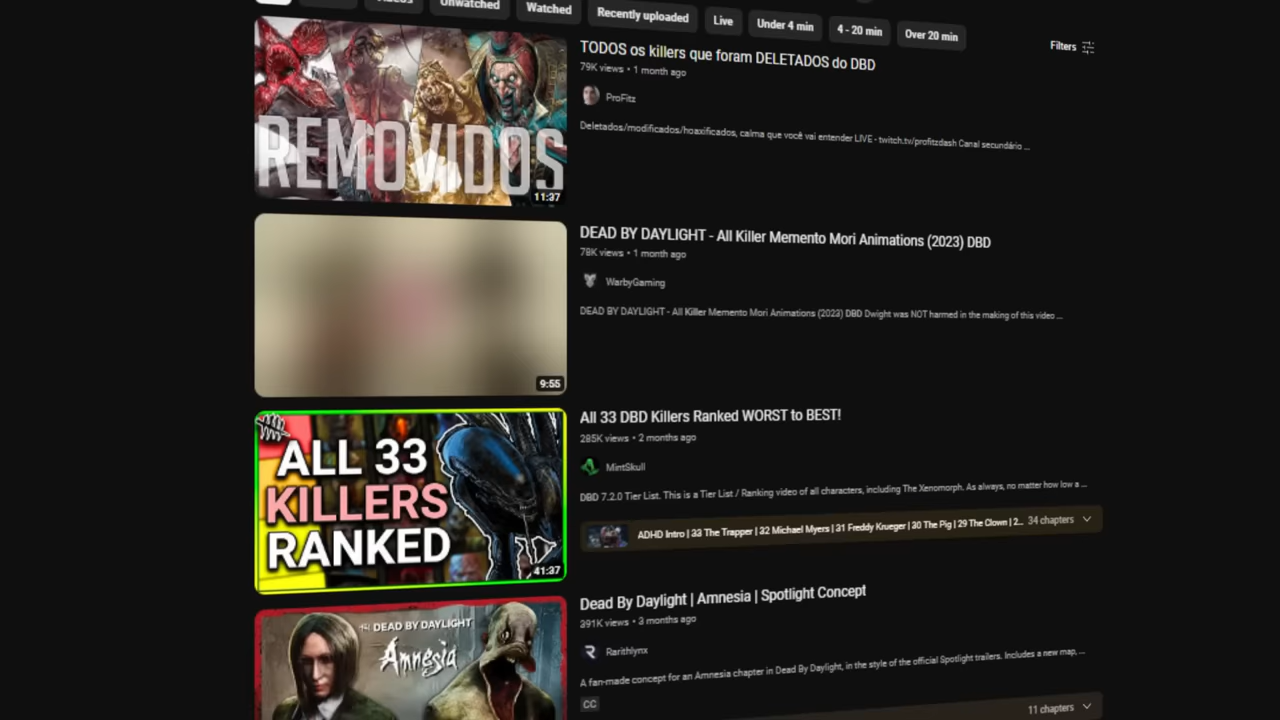 Unwatched
Watched
Recently uploaded
Live
Under 4 min
4 - 20 min
Over 20 min
Filters
REMOVIDOS
11:37
TODOS os killers que foram DELETADOS do DBD
79K views • 1 month ago
ProFitz
Deletados/modificados/hoaxificados, calma que você vai entender LIVE - twitch.tv/profitzdash Canal secundário ...
9:55
DEAD BY DAYLIGHT - All Killer Memento Mori Animations (2023) DBD
78K views • 1 month ago
WarbyGaming
DEAD BY DAYLIGHT - All Killer Memento Mori Animations (2023) DBD Dwight was NOT harmed in the making of this video ...
ALL 33
KILLERS
RANKED
41:37
All 33 DBD Killers Ranked WORST to BEST!
285K views • 2 months ago
MintSkull
DBD 7.2.0 Tier List. This is a Tier List / Ranking video of all characters, including The Xenomorph. As always, no matter how low a ...
ADHD Intro | 33 The Trapper | 32 Michael Myers | 31 Freddy Krueger | 30 The Pig | 29 The Clown | 2... 34 chapters
DEAD BY DAYLIGHT
Amnesia
Dead By Daylight | Amnesia | Spotlight Concept
391K views • 3 months ago
Rarithlynx
A fan-made concept for an Amnesia chapter in Dead By Daylight, in the style of the official Spotlight trailers. Includes a new map, ...
CC
11 chapters